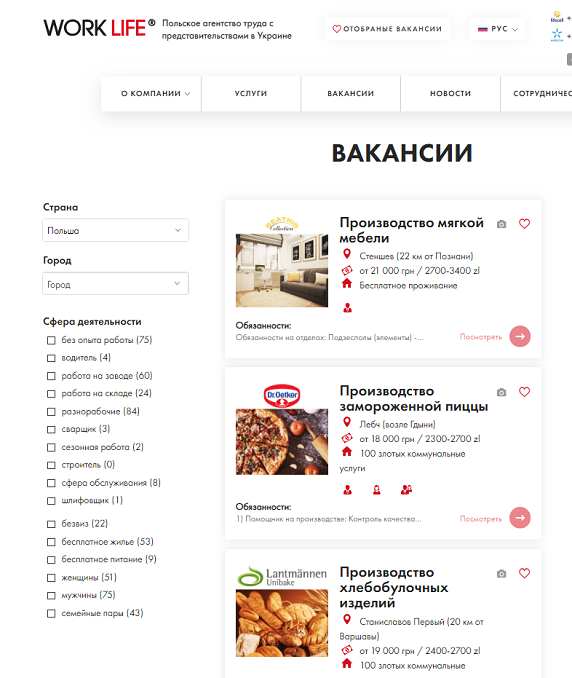 WORK LIFE®
Польское агентство труда с
представительствами в Украине
ОТОБРАНЫЕ ВАКАНСИИ
РУС
О КОМПАНИИ
УСЛУГИ
ВАКАНСИИ
НОВОСТИ
СОТРУДНИЧЕС
ВАКАНСИИ
Страна
Польша
Город
Город
Сфера деятельности
без опыта работы (75)
водитель (4)
работа на заводе (60)
работа на складе (24)
разнорабочие (84)
сварщик (3)
сезонная работа (2)
строитель (0)
сфера обслуживания (8)
шлифовщик (1)
безвиз (22)
бесплатное жилье (53)
бесплатное питание (9)
женщины (51)
мужчины (75)
семейные пары (43)
Collection
Производство мягкой
мебели
Стеншев (22 км от Познани)
от 21 000 грн / 2700-3400 zl
Бесплатное проживание
Обязанности:
Обязанности на отделах: Подзесполы (элементы) -...
Посмотреть
Dr.Oetker
Производство
замороженной пиццы
Лебч (возле Гдыни)
от 18 000 грн / 2300-2700 zl
100 злотых коммунальные
услуги
Обязанности:
1) Помощник на производстве: Контроль качества...
Посмотреть
Lantmännen
Unibake
Производство
хлебобулочных
изделий
Станиславов Первый (20 км от
Варшавы)
от 19 000 грн / 2400-2700 zl
100 злотых коммунальные